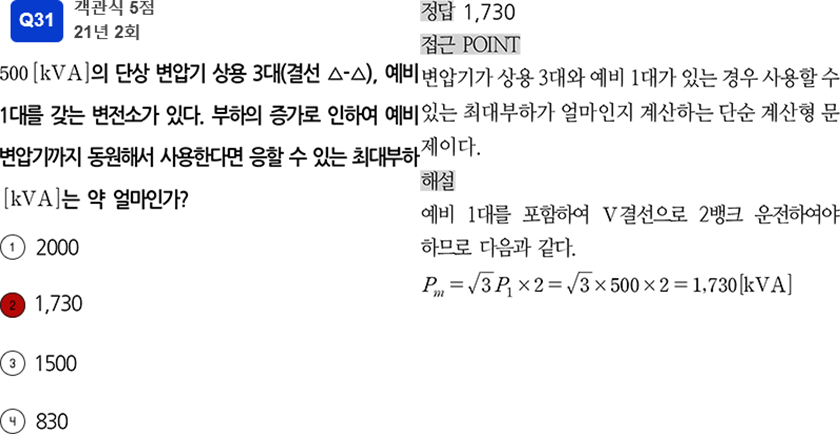 Q31
객관식 5점
21년 2회
500[kVA]의 단상 변압기 상용 3대(결선 △-△), 예비
1대를 갖는 변전소가 있다. 부하의 증가로 인하여 예비
변압기까지 동원해서 사용한다면 응할 수 있는 최대부하
[kVA]는 약 얼마인가?
1 2000
2 1,730
3 1500
4 830
정답 1,730
접근 POINT
변압기가 상용 3대와 예비 1대가 있는 경우 사용할 수
있는 최대부하가 얼마인지 계산하는 단순 계산형 문
제이다.
해설
예비 1대를 포함하여 V결선으로 2뱅크 운전하여야
하므로 다음과 같다.
Pm = √3P1 × 2 = √3 × 500 × 2 = 1,730[kVA]